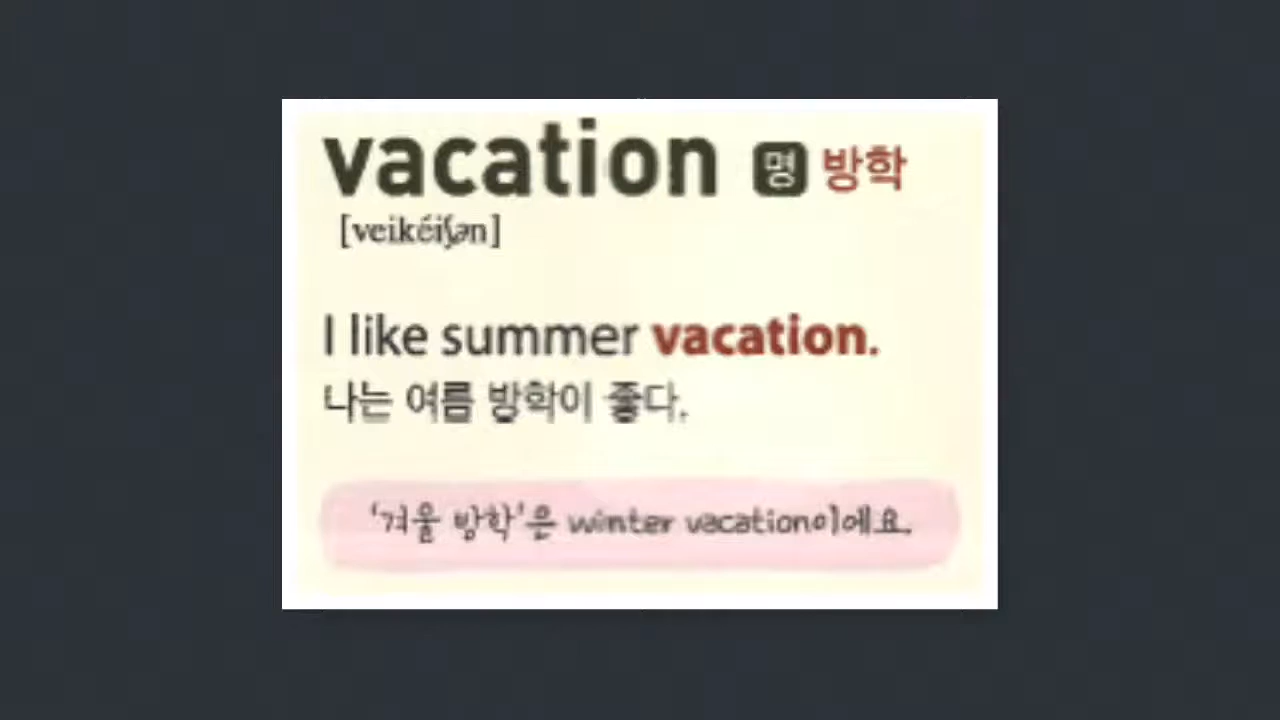 vacation 명 방학
[veikéiʃən]
I like summer vacation.
나는 여름 방학이 좋다.
'겨울 방학'은 winter vacation이에요.